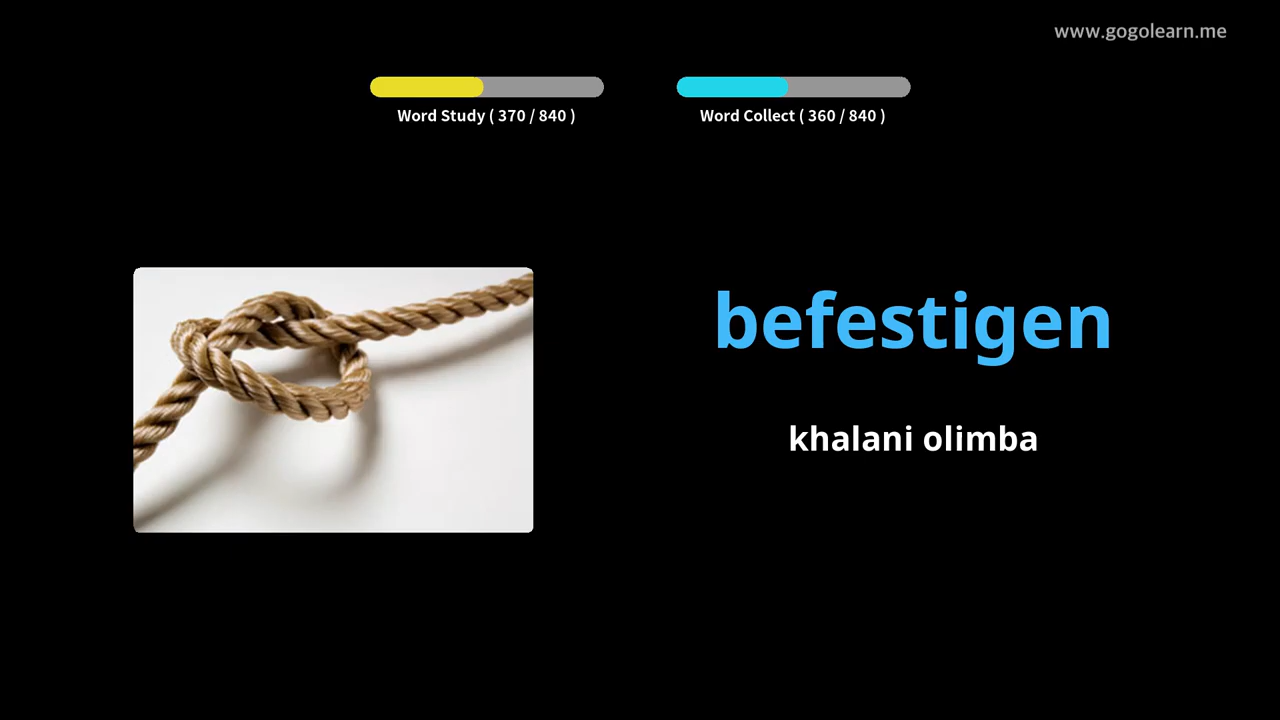 www.gogolearn.me
Word Study ( 370 / 840 )
Word Collect ( 360 / 840 )
befestigen
khalani olimba